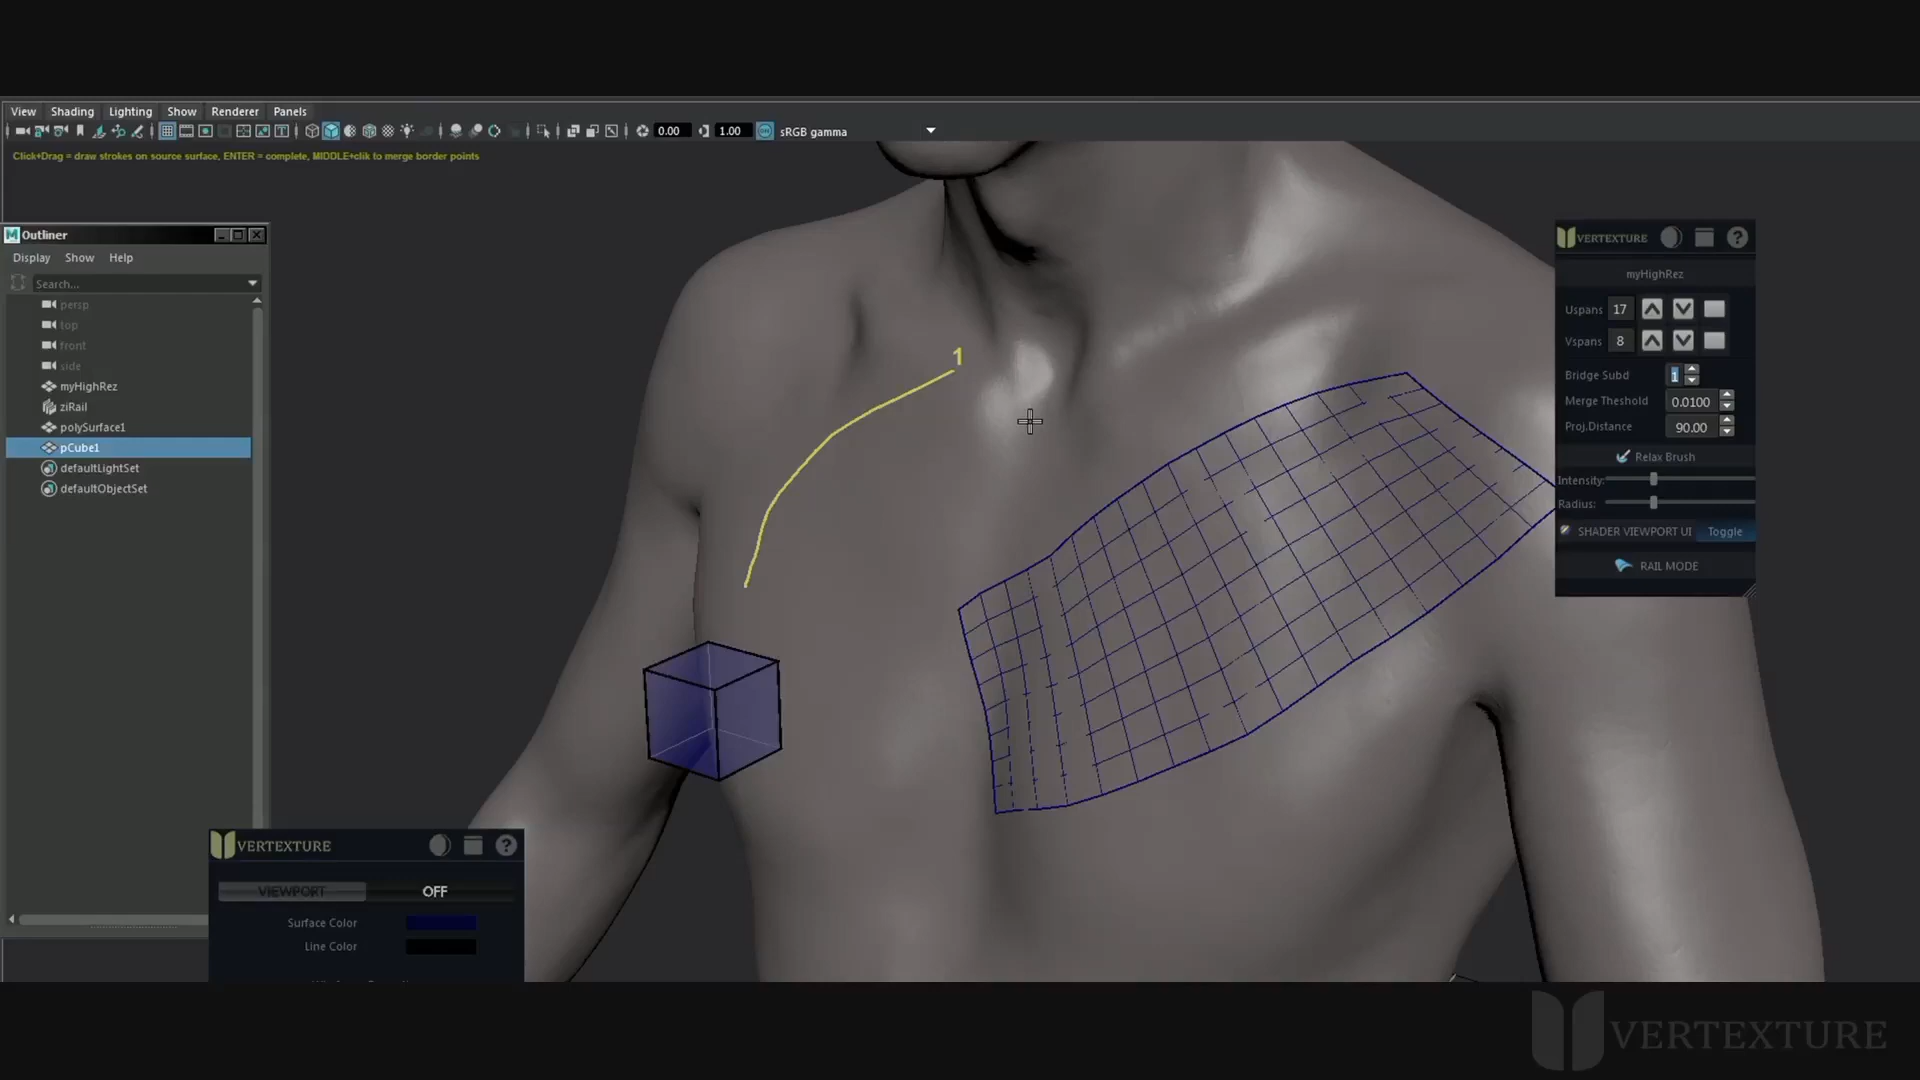 View Shading Lighting Show Renderer Panels
0.00 1.00 sRGB gamma
Click+Drag = draw strokes on source surface, ENTER = complete, MIDDLE+clik to merge border points
Outliner
Display Show Help
Search...
persp
top
front
side
myHighRez
ziRail
polySurface1
pCube1
defaultLightSet
defaultObjectSet
1
VERTEXTURE ?
myHighRez
Uspans 17
Vspans 8
Bridge Subd 1
Merge Theshold 0.0100
Proj.Distance 90.00
Relax Brush
Intensity:
Radius:
SHADER VIEWPORT UI Toggle
RAIL MODE
VERTEXTURE ?
VIEWPORT OFF
Surface Color
Line Color
VERTEXTURE